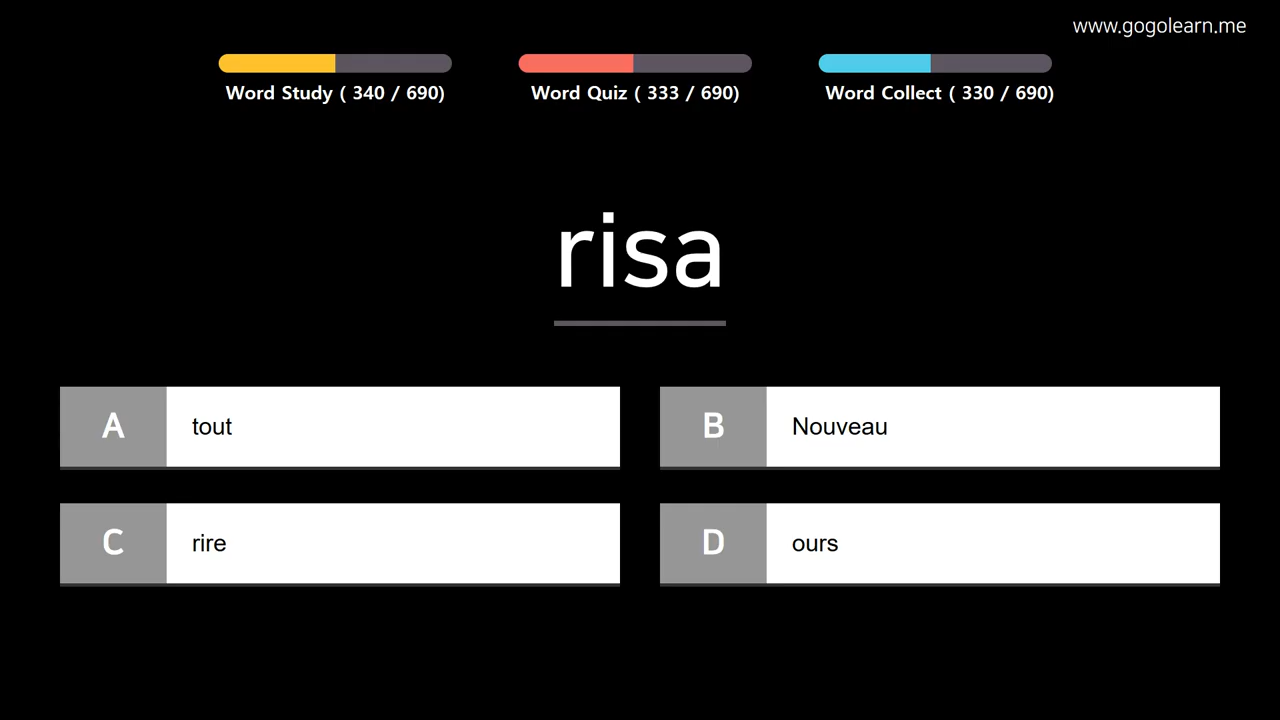 www.gogolearn.me
Word Study ( 340 / 690)
Word Quiz ( 333 / 690)
Word Collect ( 330 / 690)
risa
A tout
B Nouveau
C rire
D ours